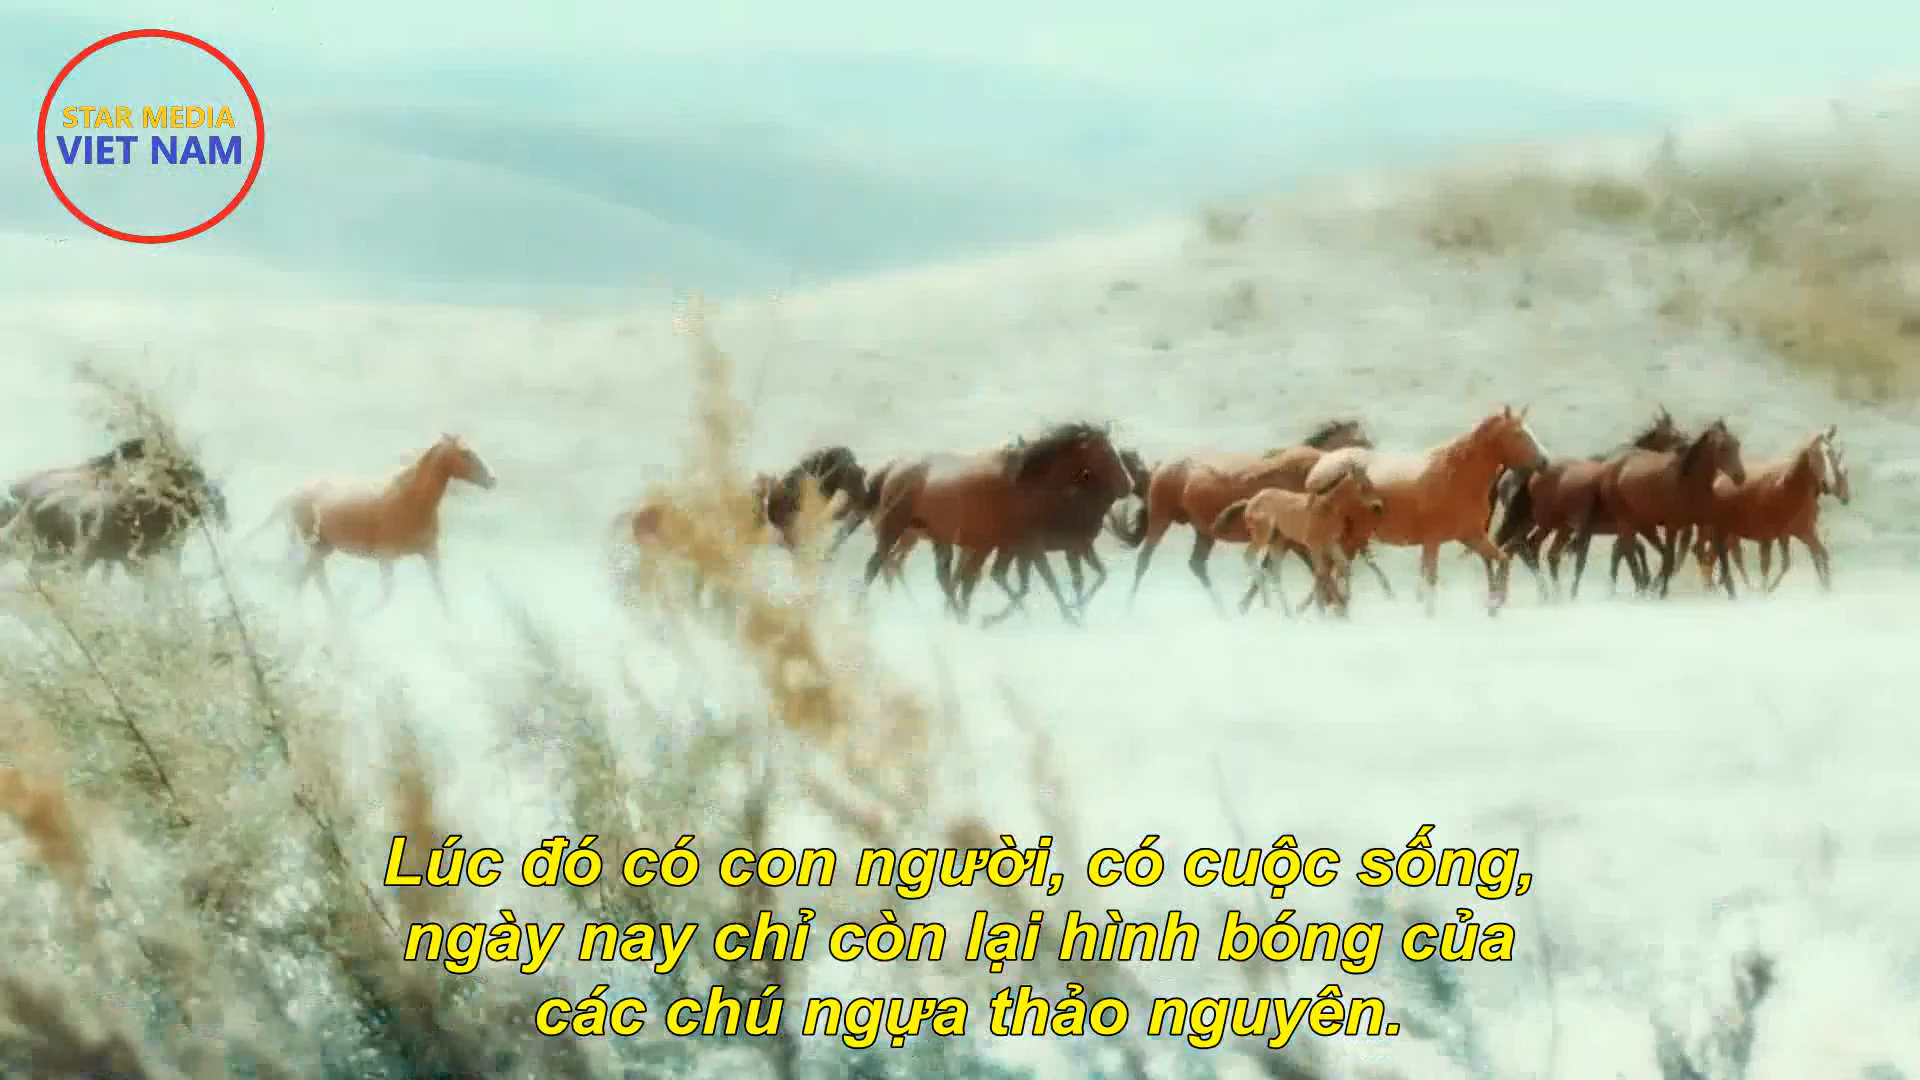 STAR MEDIA
VIET NAM
Lúc đó có con người, có cuộc sống,
ngày nay chỉ còn lại hình bóng của
các chú ngựa thảo nguyên.